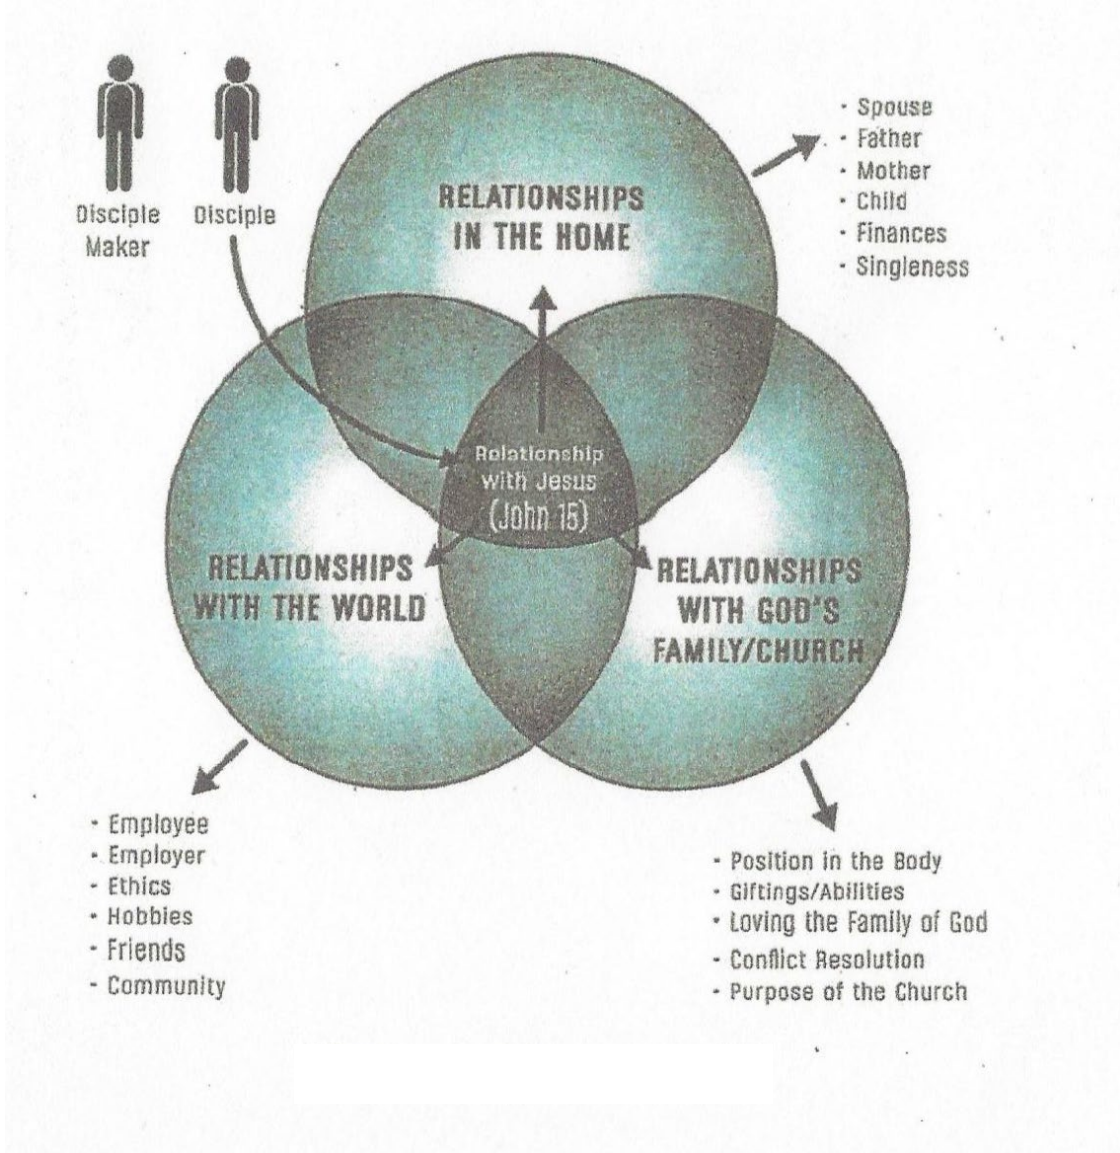 Disciple
Maker
Disciple
RELATIONSHIPS
IN THE HOME
· Spouse
· Father
· Mother
· Child
· Finances
· Singleness
Relationship
with Jesus
(John 15)
RELATIONSHIPS
WITH THE WORLD
RELATIONSHIPS
WITH GOD'S
FAMILY/CHURCH
· Employee
· Employer
· Ethics
· Hobbies
· Friends
· Community
· Position in the Body
· Giftings/Abilities
· Loving the Family of God
· Conflict Resolution
· Purpose of the Church